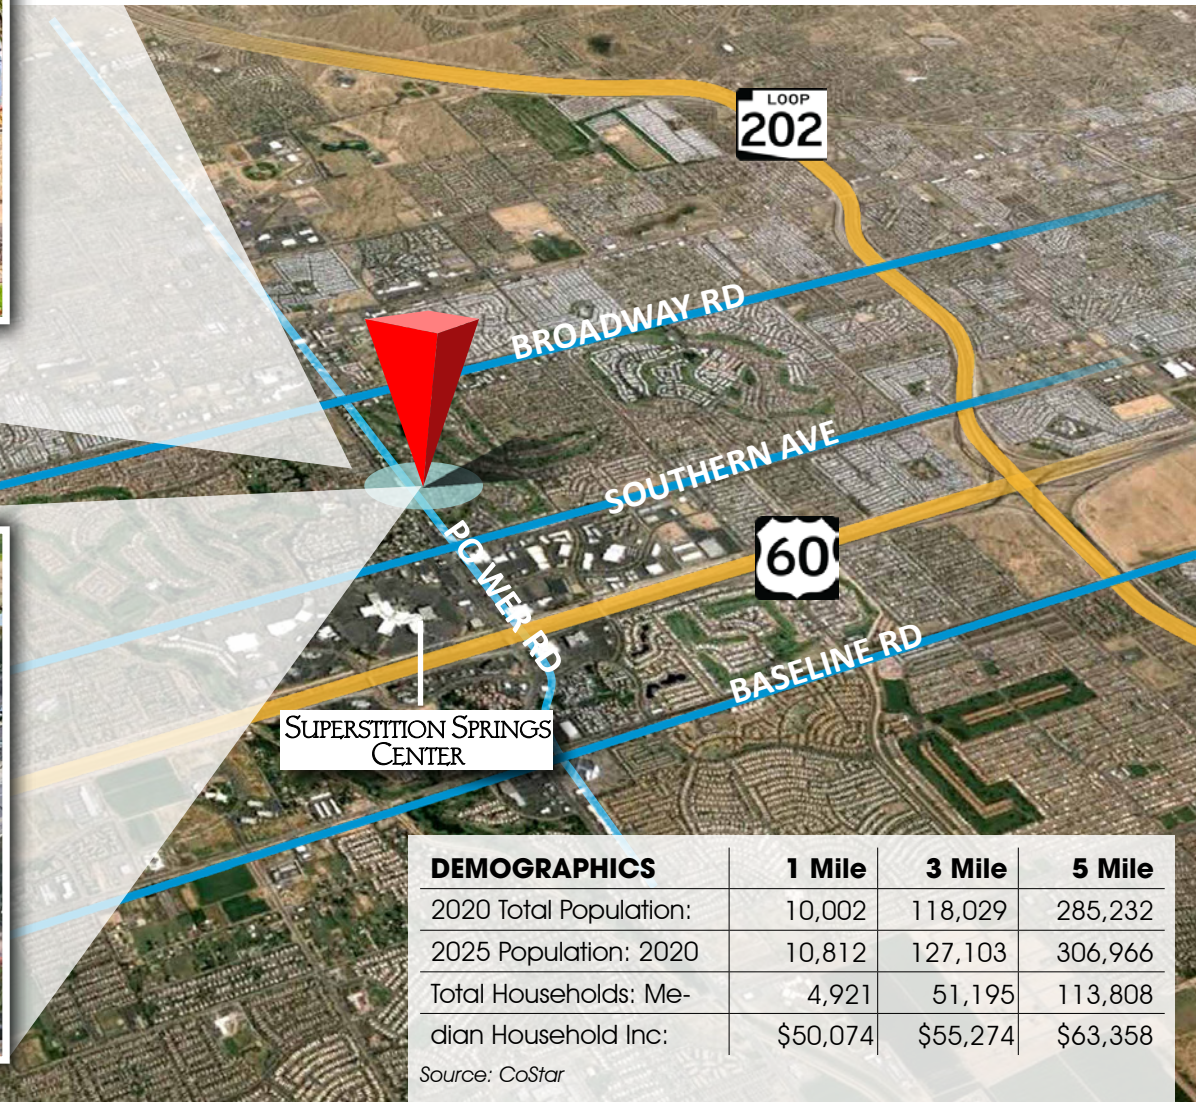 LOOP
202
BROADWAY RD
SOUTHERN AVE
60
POWER RD
BASELINE RD
SUPERSTITION SPRINGS
CENTER
DEMOGRAPHICS 1 Mile 3 Mile 5 Mile
2020 Total Population: 10,002 118,029 285,232
2025 Population: 2020 10,812 127,103 306,966
Total Households: Me- 4,921 51,195 113,808
dian Household Inc: $50,074 $55,274 $63,358
Source: CoStar